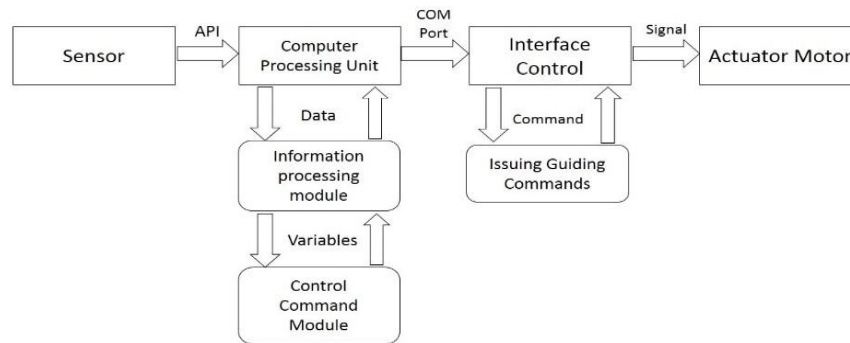 Sensor
API
Computer
Processing Unit
COM
Port
Interface
Control
Signal
Actuator Motor
Data
Command
Information
processing
module
Issuing Guiding
Commands
Variables
Control
Command
Module